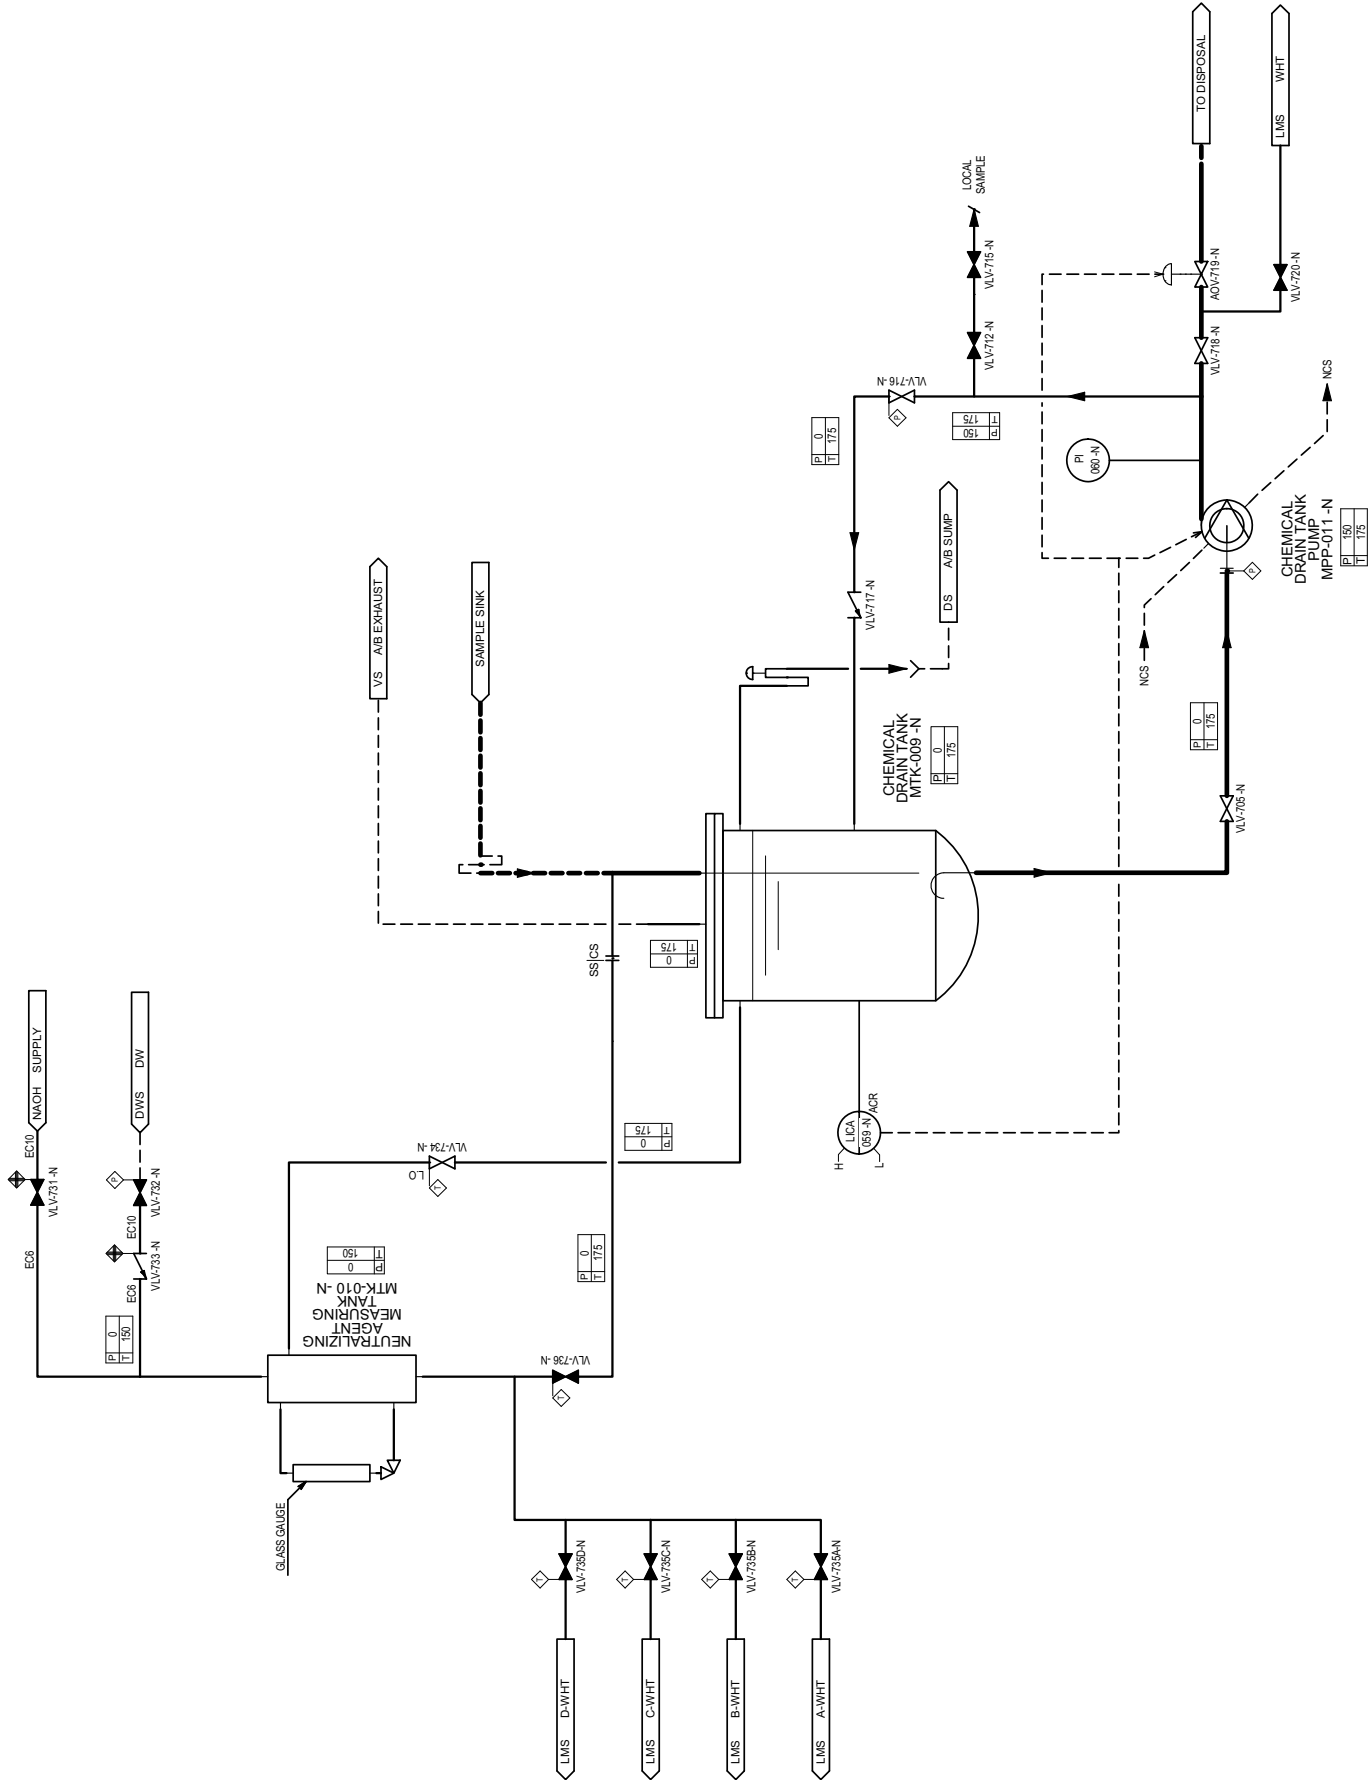 TO DISPOSAL
LMS WHT
LOCAL
SAMPLE
VLV-715 -N
VLV-712 -N
AOV-719 -N
VLV-720 -N
VLV-718 -N
VLV-716 -N
P 150
T 175
P 0
T 175
PI
060 -N
NCS
NCS
CHEMICAL
DRAIN TANK
PUMP
MPP-011 -N
P 150
T 175
P
P
VS A/B EXHAUST
SAMPLE SINK
DS A/B SUMP
VLV-717 -N
CHEMICAL
DRAIN TANK
MTK-009 -N
P 0
T 175
P 0
T 175
VLV-705 -N
SS CS
P 0
T 175
NAOH SUPPLY
DWS DW
EC10
VLV-731 -N
EC6
P
VLV-732 -N
EC10
VLV-733 -N
EC6
P 0
T 150
VLV-734 -N
L.O
T
P 0
T 175
LICA
059 -N
ACR
H
L
P 0
T 175
NEUTRALIZING
AGENT
MEASURING
TANK
MTK-010 -N
P 0
T 150
VLV-736 -N
T
GLASS GAUGE
T
VLV-735D-N
T
VLV-735C-N
T
VLV-735B-N
T
VLV-735A-N
LMS D-WHT
LMS C-WHT
LMS B-WHT
LMS A-WHT